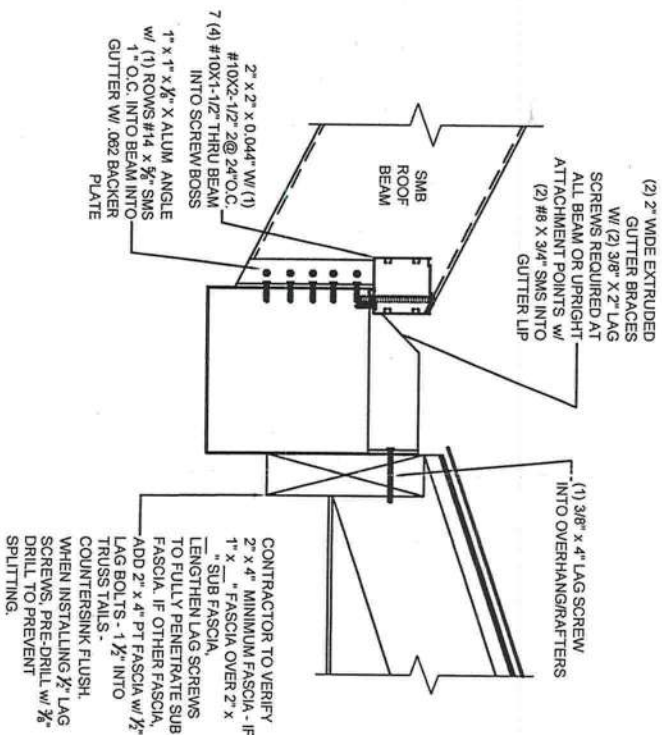 (2) 2" WIDE EXTRUDED
GUTTER BRACES
W/ (2) 3/8" X 2" LAG
SCREWS REQUIRED AT
ALL BEAM OR UPRIGHT
ATTACHMENT POINTS w/
(2) #8 X 3/4" SMS INTO
GUTTER LIP
(1) 3/8" x 4" LAG SCREW
INTO OVERHANG/RAFTERS
SMB
ROOF
BEAM
2" x 2" x 0.044" W/ (1)
#10X2-1/2" 2@ 24"O.C.
7 (4) #10X1-1/2" THRU BEAM
INTO SCREW BOSS
1" x 1" x ⅛" X ALUM ANGLE
w/ (1) ROWS #14 x ⅝" SMS
1" O.C. INTO BEAM INTO
GUTTER W/ .062 BACKER
PLATE
CONTRACTOR TO VERIFY
2" x 4" MINIMUM FASCIA - IF
1" x __ " FASCIA OVER 2" x
__ " SUB FASCIA,
LENGTHEN LAG SCREWS
TO FULLY PENETRATE SUB
FASCIA. IF OTHER FASCIA,
ADD 2" x 4" PT FASCIA w/ ½"
LAG BOLTS - 1 ½" INTO
TRUSS TAILS -
COUNTERSINK FLUSH.
WHEN INSTALLING ½" LAG
SCREWS, PRE-DRILL w/ ⅜"
DRILL TO PREVENT
SPLITTING.